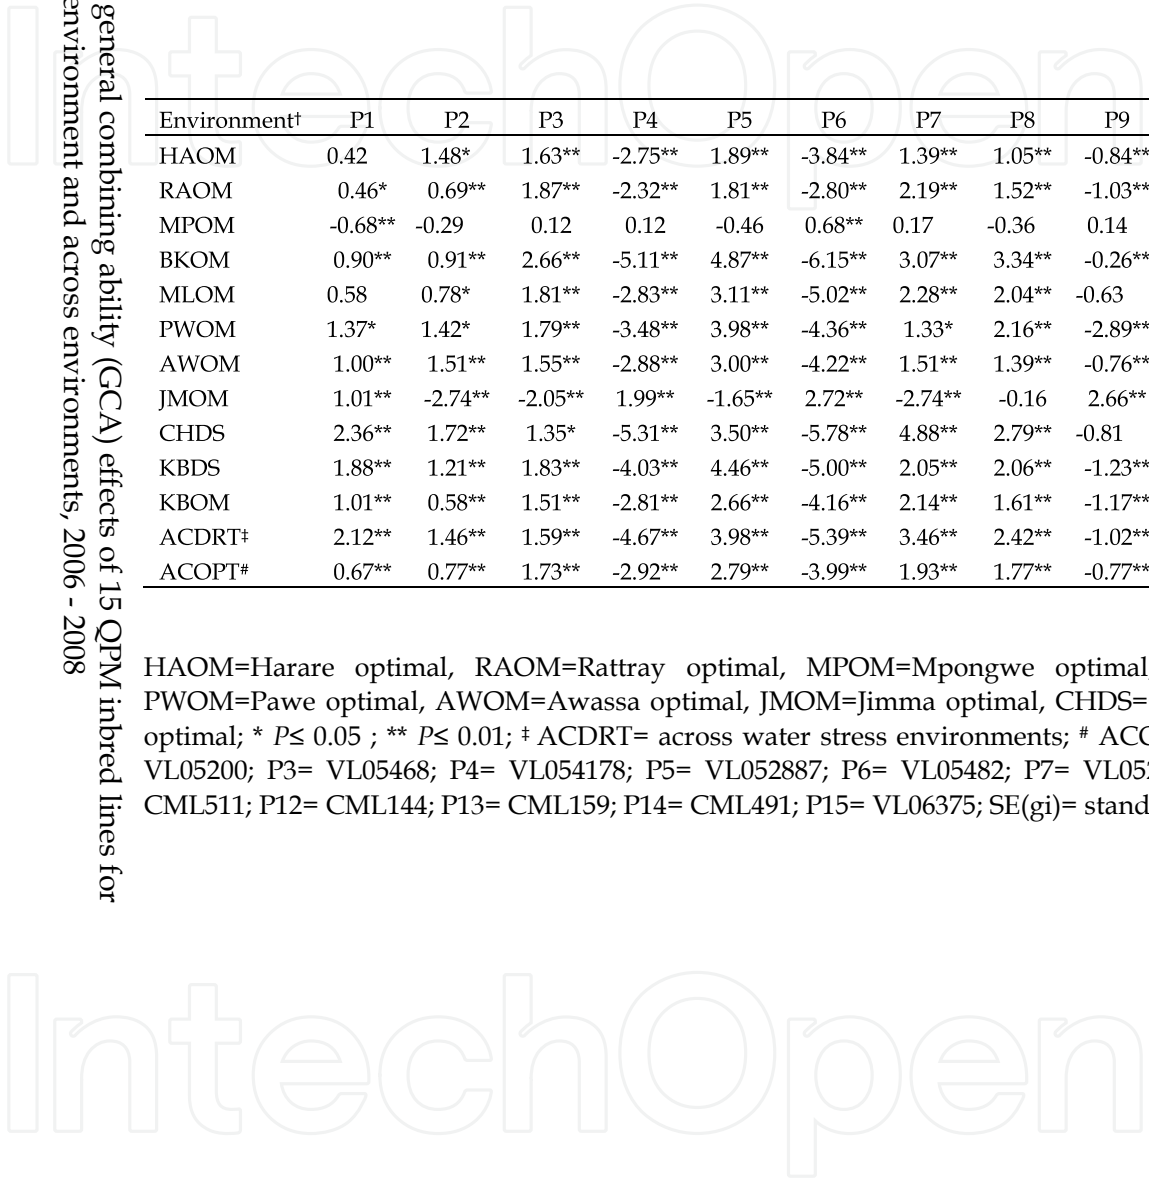 IntechOpen
general combining ability (GCA) effects of 15 QPM inbred lines for
environment and across environments, 2006 - 2008
Environment† P1 P2 P3 P4 P5 P6 P7 P8 P9
HAOM 0.42 1.48* 1.63** -2.75** 1.89** -3.84** 1.39** 1.05** -0.84**
RAOM 0.46* 0.69** 1.87** -2.32** 1.81** -2.80** 2.19** 1.52** -1.03**
MPOM -0.68** -0.29 0.12 0.12 -0.46 0.68** 0.17 -0.36 0.14
BKOM 0.90** 0.91** 2.66** -5.11** 4.87** -6.15** 3.07** 3.34** -0.26**
MLOM 0.58 0.78* 1.81** -2.83** 3.11** -5.02** 2.28** 2.04** -0.63
PWOM 1.37* 1.42* 1.79** -3.48** 3.98** -4.36** 1.33* 2.16** -2.89**
AWOM 1.00** 1.51** 1.55** -2.88** 3.00** -4.22** 1.51** 1.39** -0.76**
JMOM 1.01** -2.74** -2.05** 1.99** -1.65** 2.72** -2.74** -0.16 2.66**
CHDS 2.36** 1.72** 1.35* -5.31** 3.50** -5.78** 4.88** 2.79** -0.81
KBDS 1.88** 1.21** 1.83** -4.03** 4.46** -5.00** 2.05** 2.06** -1.23**
KBOM 1.01** 0.58** 1.51** -2.81** 2.66** -4.16** 2.14** 1.61** -1.17**
ACDRT‡ 2.12** 1.46** 1.59** -4.67** 3.98** -5.39** 3.46** 2.42** -1.02**
ACOPT# 0.67** 0.77** 1.73** -2.92** 2.79** -3.99** 1.93** 1.77** -0.77**
HAOM=Harare optimal, RAOM=Rattray optimal, MPOM=Mpongwe optimal,
PWOM=Pawe optimal, AWOM=Awassa optimal, JMOM=Jimma optimal, CHDS=
optimal; * P≤ 0.05 ; ** P≤ 0.01; ‡ ACDRT= across water stress environments; #
VL05200; P3= VL05468; P4= VL054178; P5= VL052887; P6= VL05482; P7=
CML511; P12= CML144; P13= CML159; P14= CML491; P15= VL06375; SE(gi)=
IntechOpen